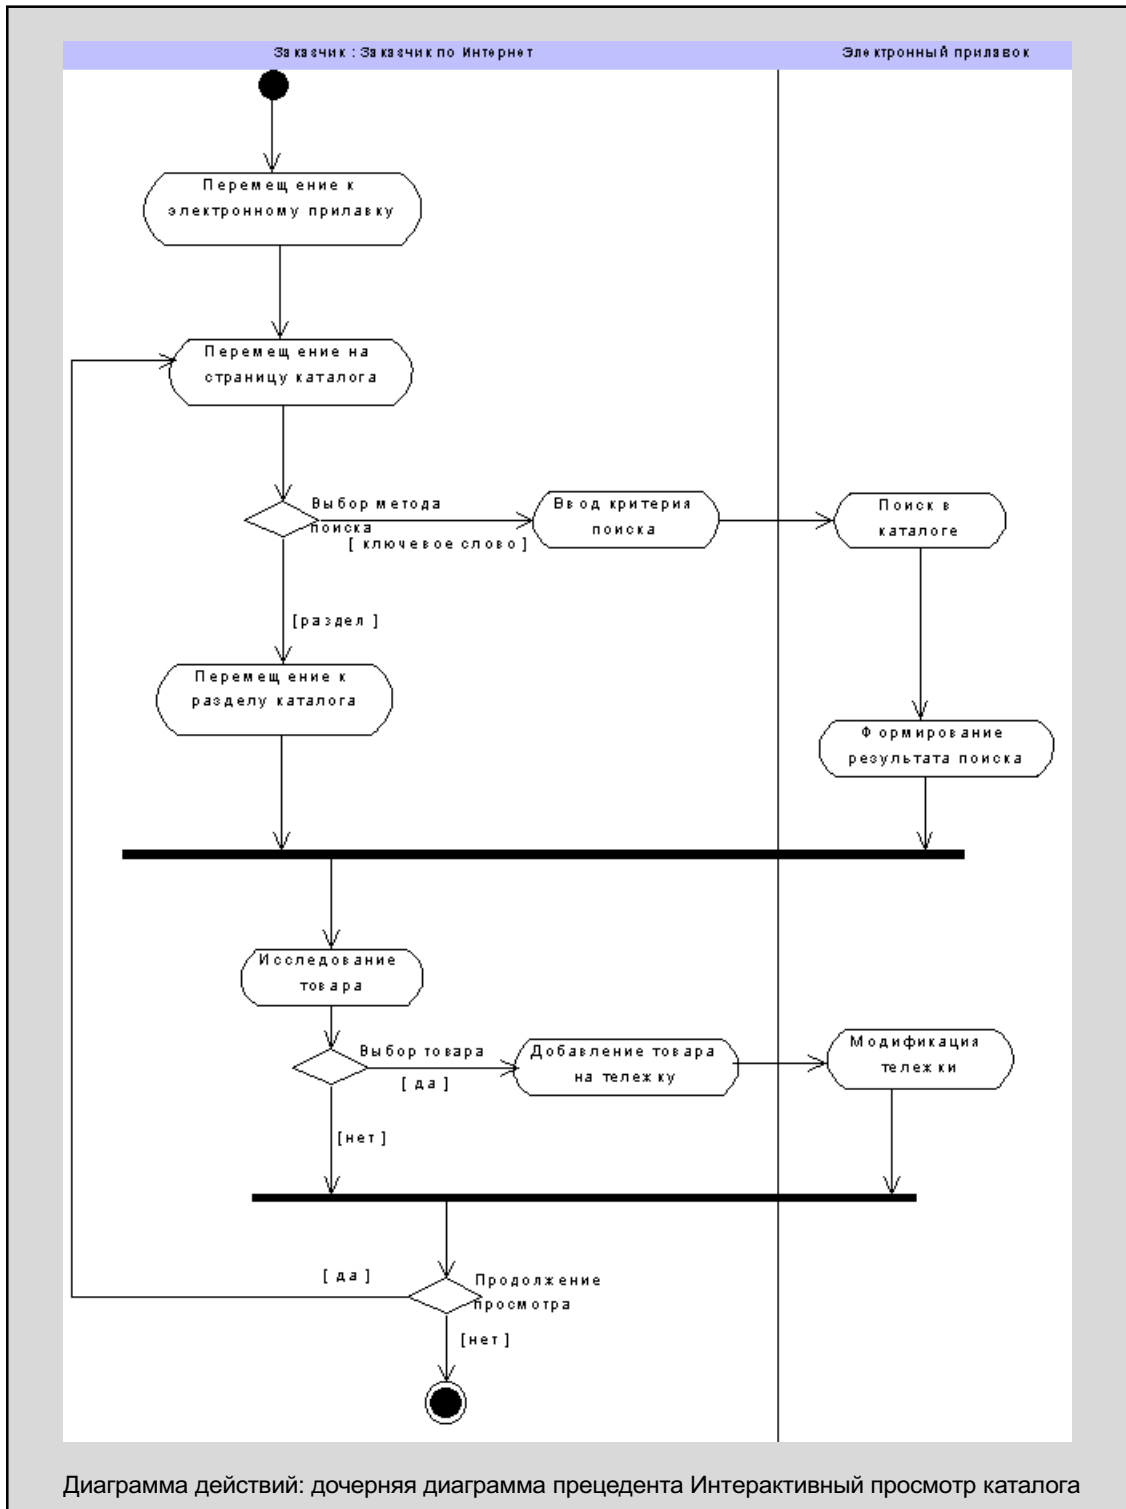 Заказчик : Заказчик по Интернет
Электронный прилавок
Перемещение к
электронному прилавку
Перемещение на
страницу каталога
Выбор метода
поиска
[ ключевое слово ]
Ввод критерия
поиска
Поиск в
каталоге
[раздел ]
Перемещение к
разделу каталога
Формирование
результата поиска
Исследование
товара
Выбор товара
[ да ]
Добавление товара
на тележку
Модификация
тележки
[нет ]
[ да ]
Продолжение
просмотра
[нет ]
Диаграмма действий: дочерняя диаграмма прецедента Интерактивный просмотр каталога